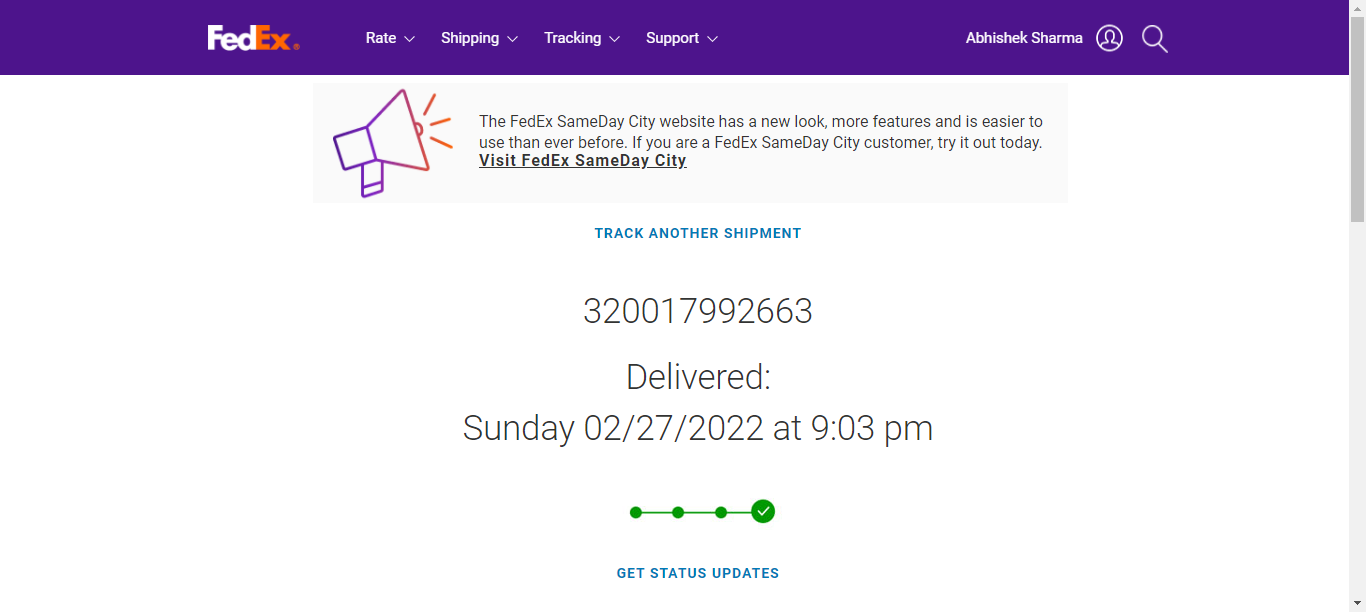 FedEx®
Rate
Shipping
Tracking
Support
Abhishek Sharma
The FedEx SameDay City website has a new look, more features and is easier to
use than ever before. If you are a FedEx SameDay City customer, try it out today.
Visit FedEx SameDay City
TRACK ANOTHER SHIPMENT
320017992663
Delivered:
Sunday 02/27/2022 at 9:03 pm
GET STATUS UPDATES